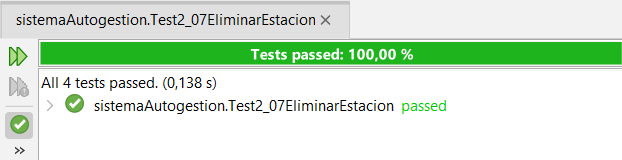 sistemaAutogestion.Test2_07EliminarEstacion
Tests passed: 100,00 %
All 4 tests passed. (0,138 s)
sistemaAutogestion.Test2_07EliminarEstacion passed